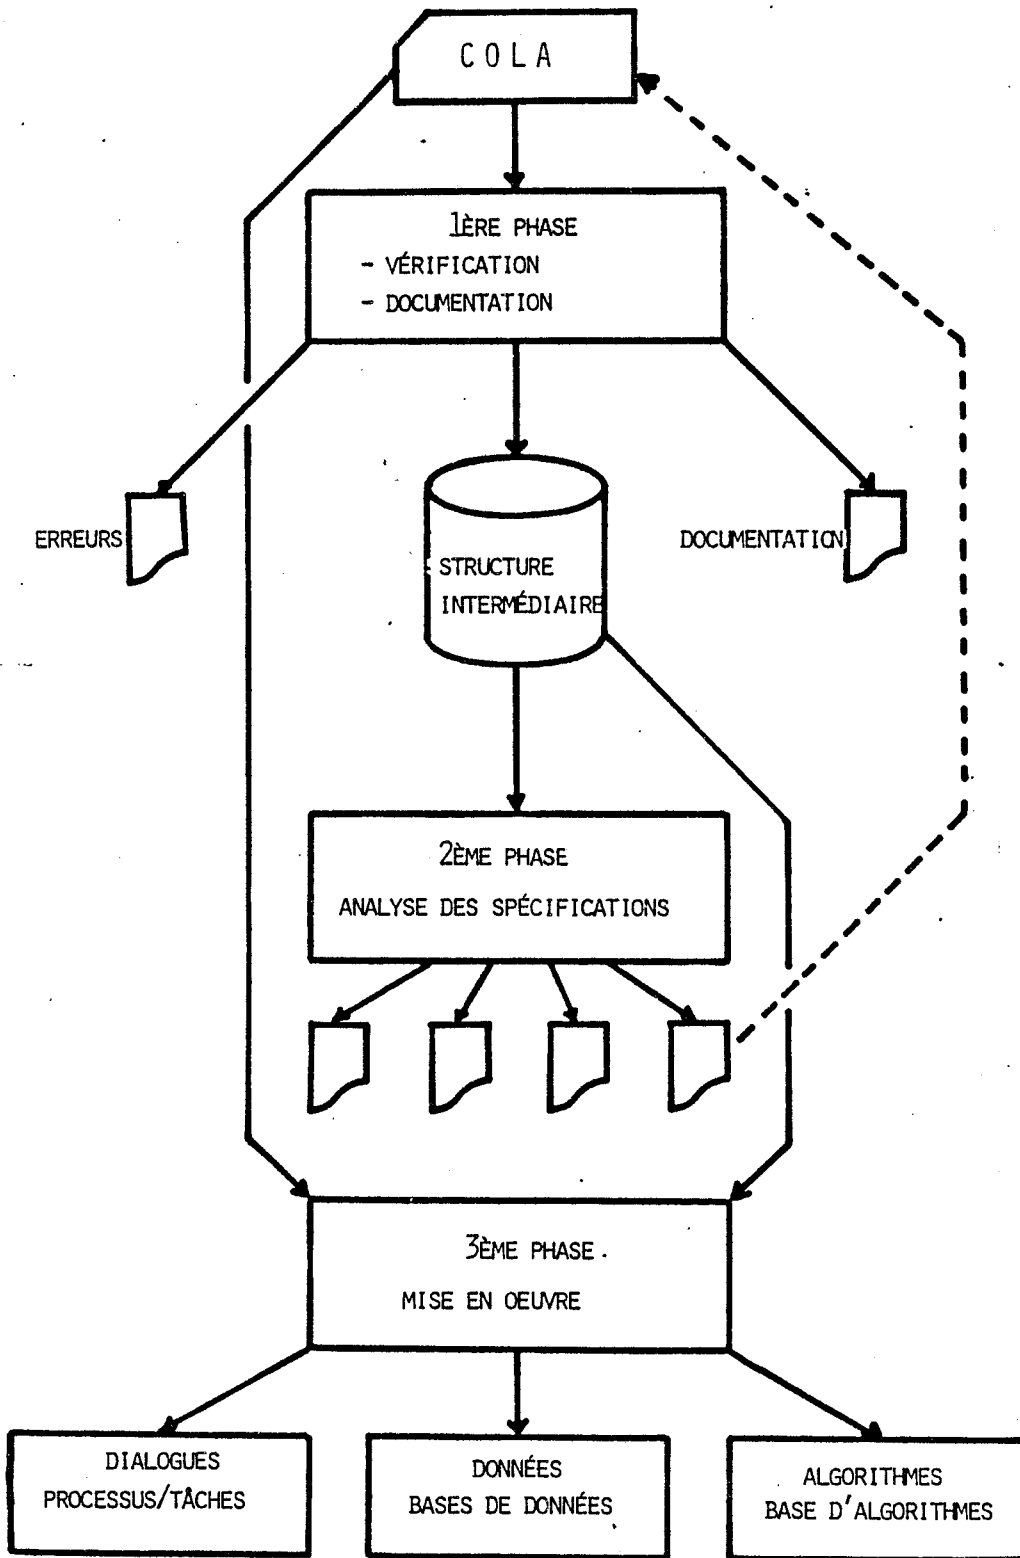 COLA
1ÈRE PHASE
- VÉRIFICATION
- DOCUMENTATION
ERREURS
DOCUMENTATION
STRUCTURE
INTERMÉDIAIRE
2ÈME PHASE
ANALYSE DES SPÉCIFICATIONS
3ÈME PHASE.
MISE EN OEUVRE
DIALOGUES
PROCESSUS/TÂCHES
DONNÉES
BASES DE DONNÉES
ALGORITHMES
BASE D'ALGORITHMES